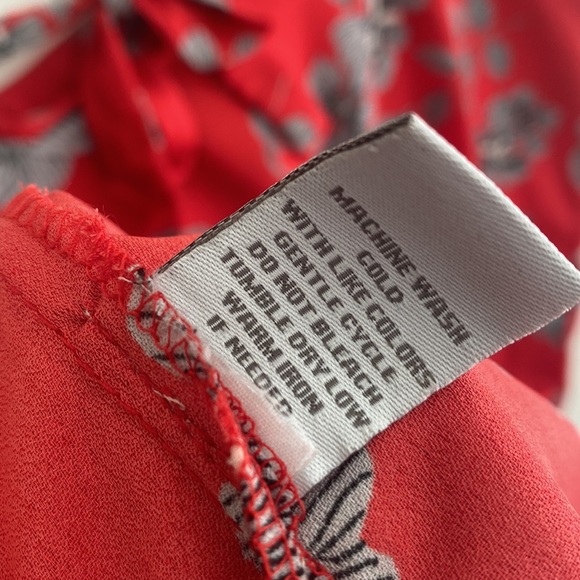 MACHINE WASH
COLD
WITH LIKE COLORS
GENTLE CYCLE
DO NOT BLEACH
TUMBLE DRY LOW
WARM IRON
IF NEEDED